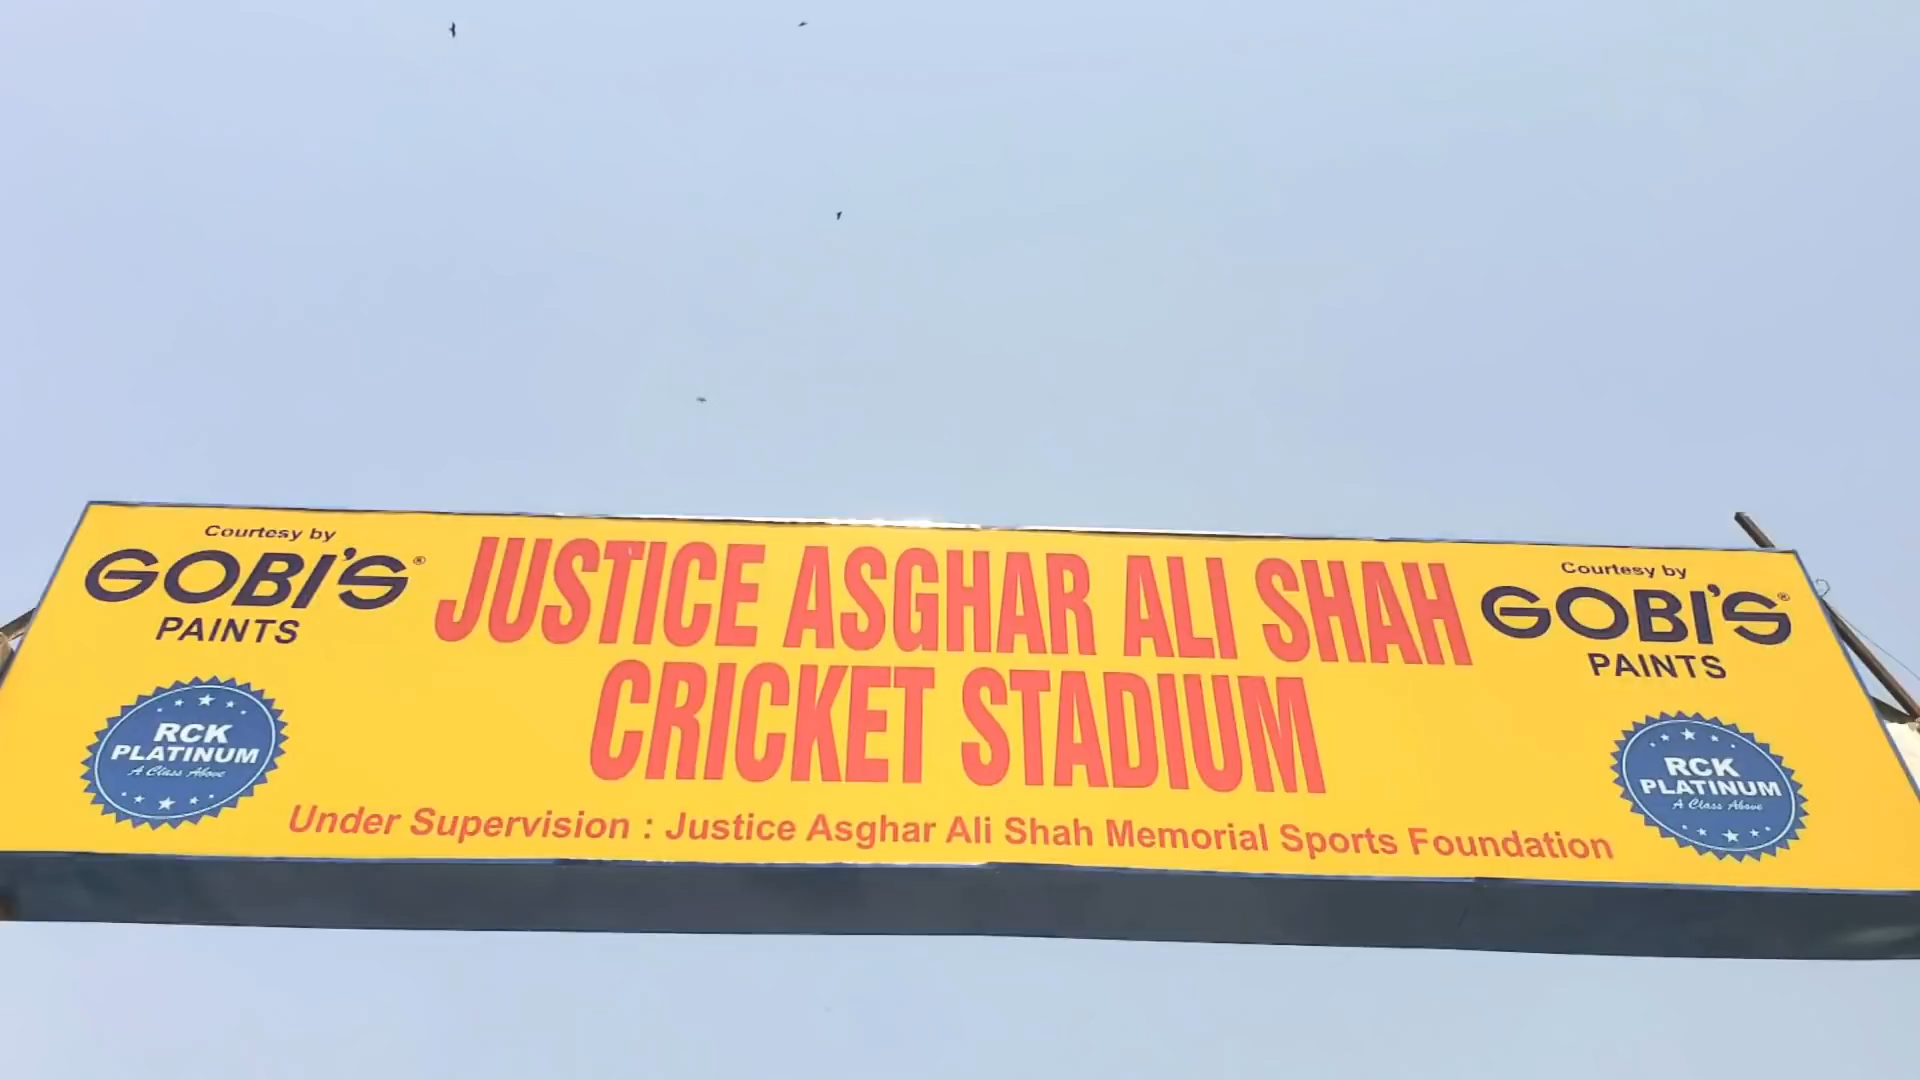 Courtesy by
GOBI'S®
PAINTS
RCK
PLATINUM
A Class Above
JUSTICE ASGHAR ALI SHAH
CRICKET STADIUM
Under Supervision : Justice Asghar Ali Shah Memorial Sports Foundation
Courtesy by
GOBI'S®
PAINTS
RCK
PLATINUM
A Class Above